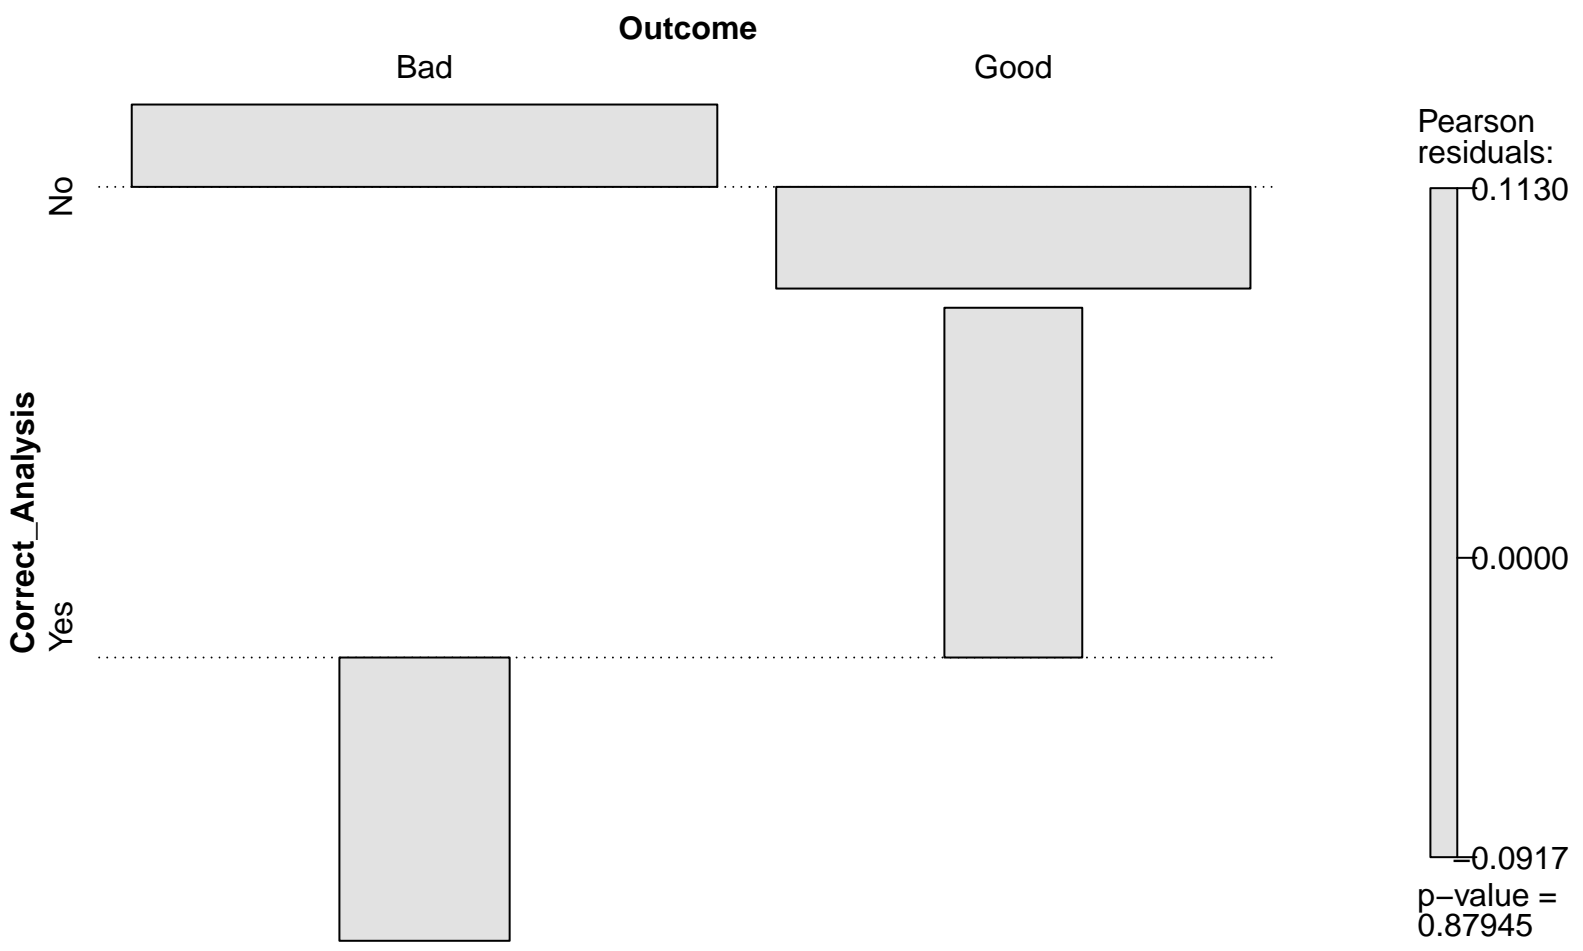 Outcome
Bad
Good
No
Yes
Correct_Analysis
Pearson
residuals:
0.1130
0.0000
−0.0917
p−value =
0.87945